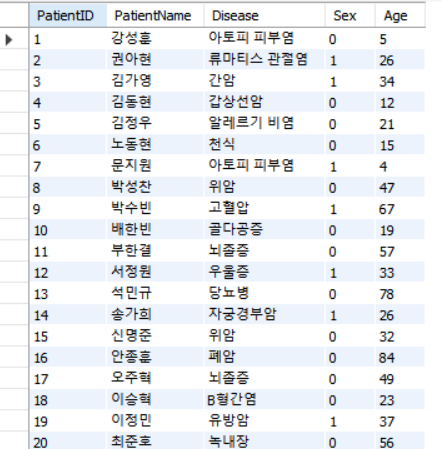 PatientID PatientName Disease Sex Age
1 강성훈 아토피 피부염 0 5
2 권아현 류마티스 관절염 1 26
3 김가영 간암 1 34
4 김동현 갑상선암 0 12
5 김정우 알레르기 비염 0 21
6 노동현 천식 0 15
7 문지원 아토피 피부염 1 4
8 박성찬 위암 0 47
9 박수빈 고혈압 1 67
10 배한빈 골다공증 0 19
11 부한결 뇌졸증 0 57
12 서정원 우울증 1 33
13 석민규 당뇨병 0 78
14 송가희 자궁경부암 1 26
15 신명준 위암 0 32
16 안종훈 폐암 0 84
17 오주혁 뇌졸증 0 49
18 이승혁 B형간염 0 23
19 이정민 유방암 1 37
20 최준호 녹내장 0 56